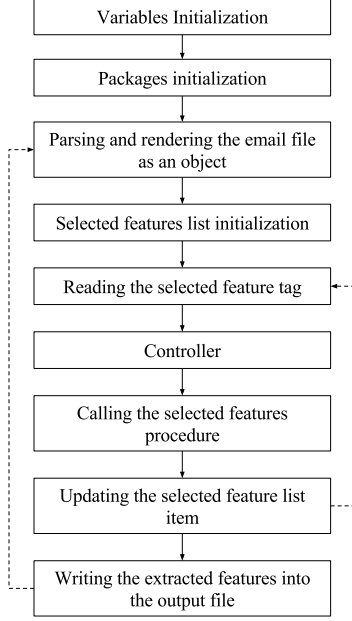 Variables Initialization
Packages initialization
Parsing and rendering the email file
as an object
Selected features list initialization
Reading the selected feature tag
Controller
Calling the selected features
procedure
Updating the selected feature list
item
Writing the extracted features into
the output file